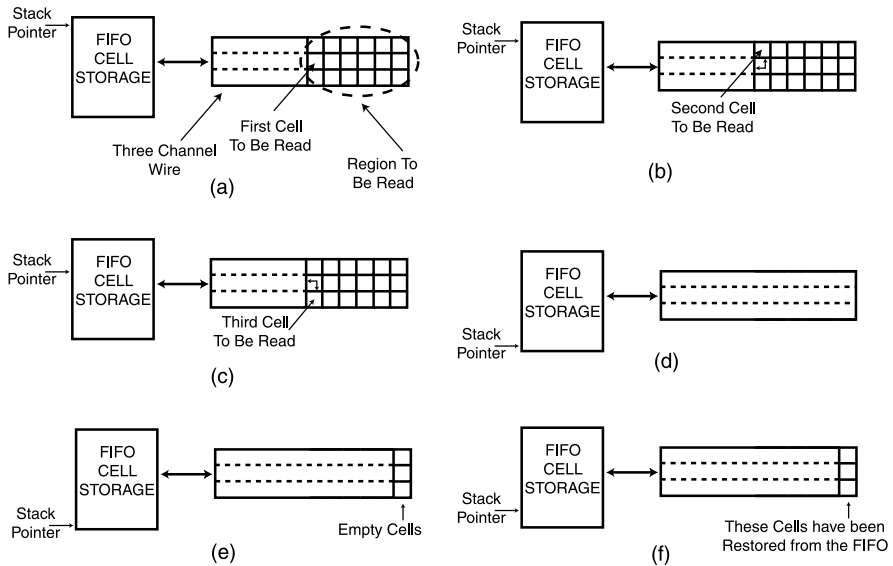 Stack
Pointer
FIFO
CELL
STORAGE
First Cell
To Be Read
Three Channel
Wire
Region To
Be Read
(a)
Stack
Pointer
FIFO
CELL
STORAGE
Second Cell
To Be Read
(b)
Stack
Pointer
FIFO
CELL
STORAGE
Third Cell
To Be Read
(c)
FIFO
CELL
STORAGE
Stack
Pointer
(d)
FIFO
CELL
STORAGE
Stack
Pointer
Empty Cells
(e)
FIFO
CELL
STORAGE
Stack
Pointer
These Cells have been
Restored from the FIFO
(f)